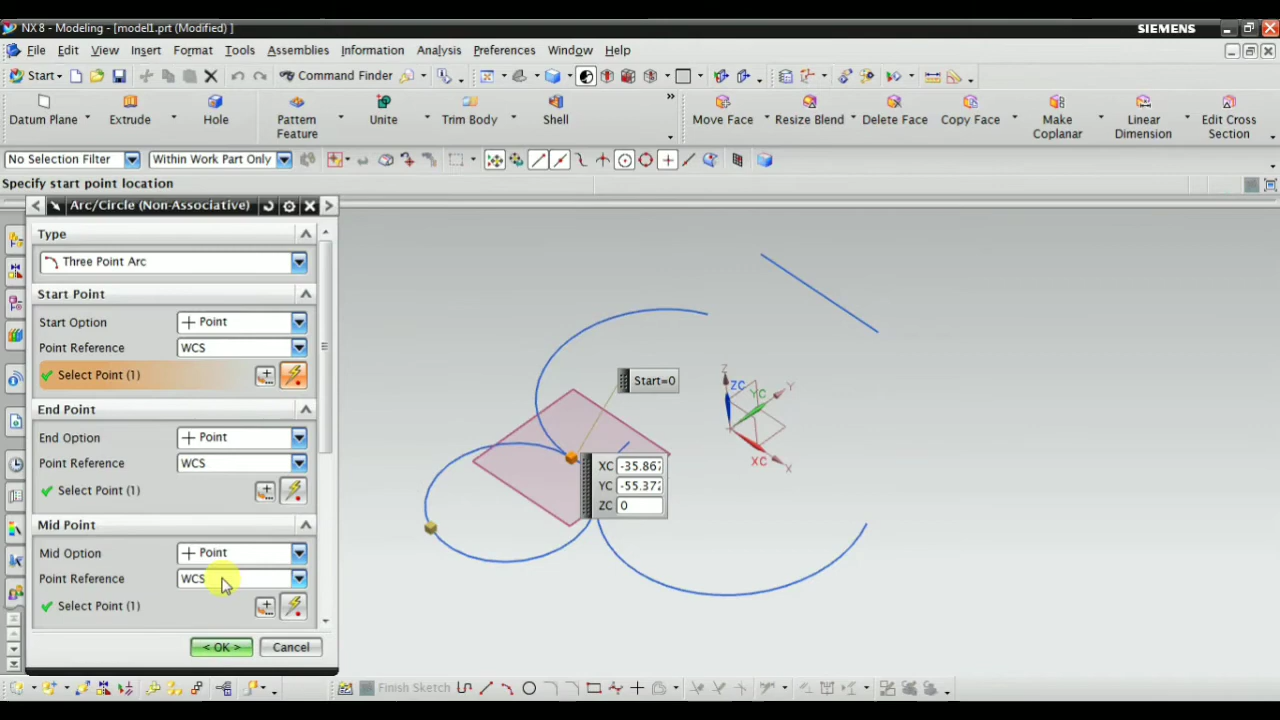 NX 8 - Modeling - [model1.prt (Modified) ]
SIEMENS
File Edit View Insert Format Tools Assemblies Information Analysis Preferences Window Help
Start Command Finder
Datum Plane Extrude Hole Pattern Feature Unite Trim Body Shell Move Face Resize Blend Delete Face Copy Face Make Coplanar Linear Dimension Edit Cross Section
No Selection Filter Within Work Part Only
Specify start point location
Arc/Circle (Non-Associative)
Type
Three Point Arc
Start Point
Start Option Point
Point Reference WCS
Select Point (1)
End Point
End Option Point
Point Reference WCS
Select Point (1)
Mid Point
Mid Option Point
Point Reference WCS
Select Point (1)
< OK > Cancel
Start=0
XC -35.867
YC -55.372
ZC 0
Z
ZC
YC
Y
XC
X
Finish Sketch